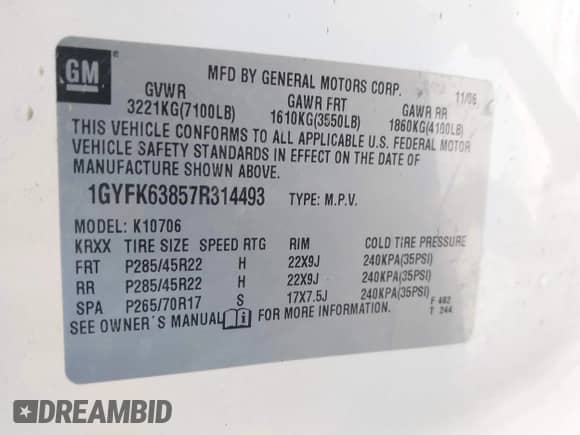 GM
MFD BY GENERAL MOTORS CORP. 11/06
GVWR GAWR FRT GAWR RR
3221KG(7100LB) 1610KG(3550LB) 1860KG(4100LB)
THIS VEHICLE CONFORMS TO ALL APPLICABLE U.S. FEDERAL MOTOR
VEHICLE SAFETY STANDARDS IN EFFECT ON THE DATE OF
MANUFACTURE SHOWN ABOVE.
1GYFK63857R314493 TYPE: M.P.V.
MODEL: K10706
KRXX TIRE SIZE SPEED RTG RIM COLD TIRE PRESSURE
FRT P285/45R22 H 22X9J 240KPA(35PSI)
RR P285/45R22 H 22X9J 240KPA(35PSI)
SPA P265/70R17 S 17X7.5J 240KPA(35PSI)
SEE OWNER'S MANUAL FOR MORE INFORMATION. F 482
T 244
DREAMBID